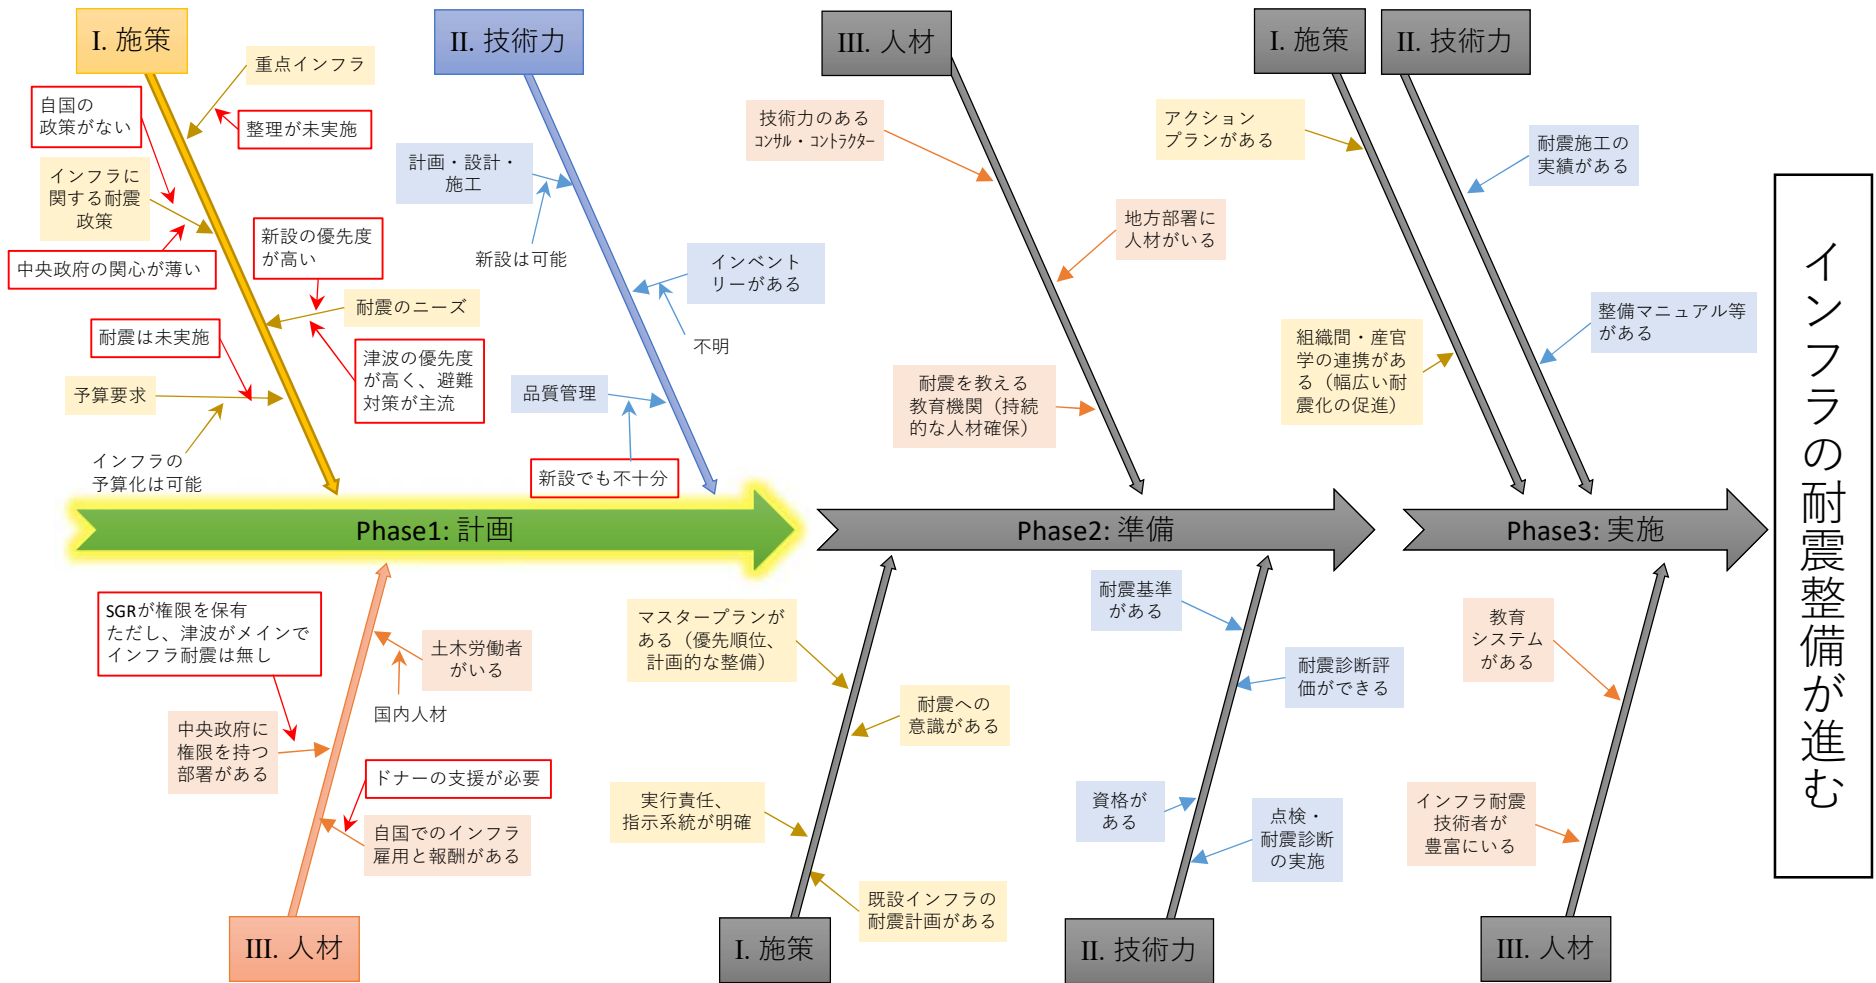 I. 施策
重点インフラ
自国の
政策がない
整理が未実施
インフラに
関する耐震
政策
中央政府の関心が薄い
新設の優先度
が高い
耐震のニーズ
耐震は未実施
津波の優先度
が高く、避難
対策が主流
予算要求
インフラの
予算化は可能
II. 技術力
計画・設計・
施工
新設は可能
インベント
リーがある
不明
品質管理
新設でも不十分
III. 人材
技術力のある
コンサル・コントラクター
地方部署に
人材がいる
耐震を教える
教育機関（持続
的な人材確保）
I. 施策
アクション
プランがある
組織間・産官
学の連携があ
る（幅広い耐
震化の促進）
II. 技術力
耐震施工の
実績がある
整備マニュアル等
がある
Phase1: 計画
Phase2: 準備
Phase3: 実施
インフラの耐震整備が進む
SGRが権限を保有
ただし、津波がメインで
インフラ耐震は無し
土木労働者
がいる
国内人材
中央政府に
権限を持つ
部署がある
ドナーの支援が必要
自国でのインフラ
雇用と報酬がある
III. 人材
マスタープランが
ある（優先順位、
計画的な整備）
耐震への
意識がある
実行責任、
指示系統が明確
既設インフラの
耐震計画がある
I. 施策
耐震基準
がある
耐震診断評
価ができる
資格が
ある
点検・
耐震診断
の実施
II. 技術力
教育
システム
がある
インフラ耐震
技術者が
豊富にいる
III. 人材